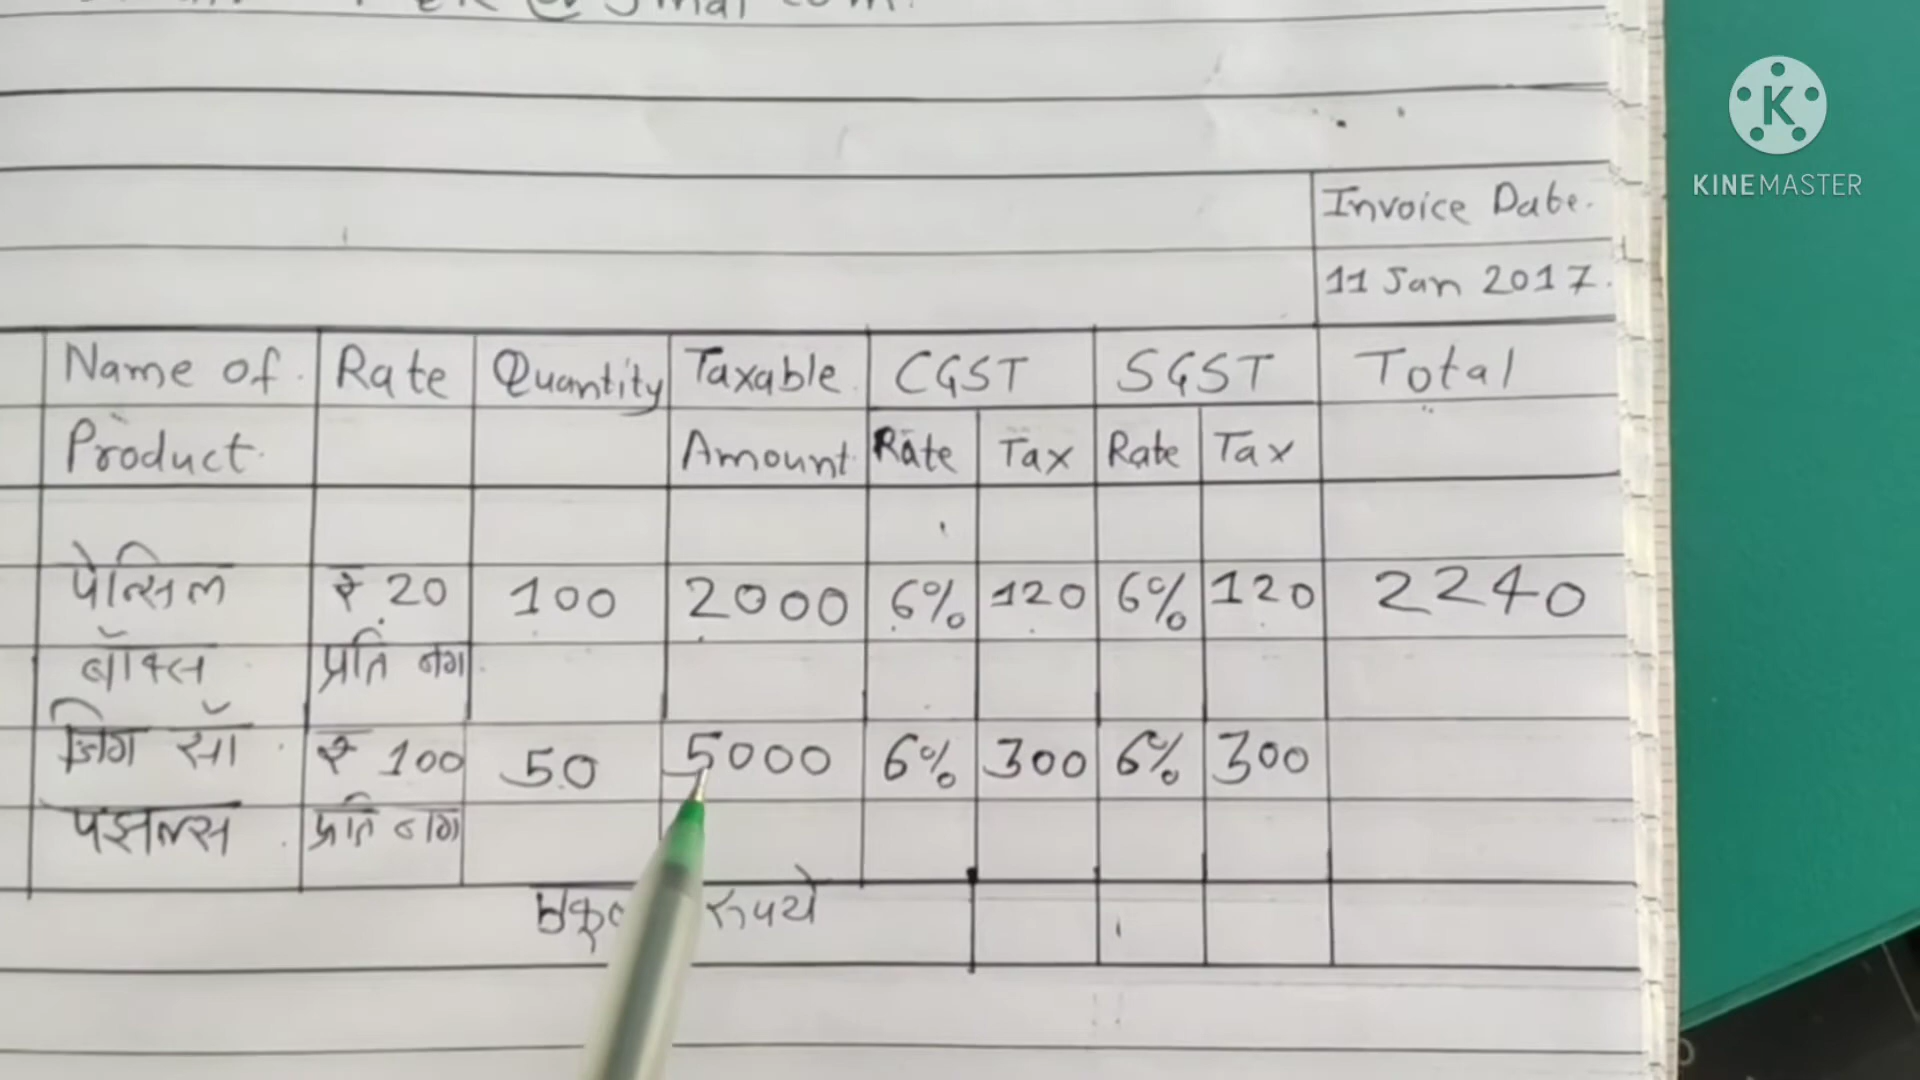 KINEMASTER
Invoice Date.
11 Jan 2017.
Name of Rate Quantity Taxable CGST SGST Total
Product. Amount Rate Tax Rate Tax
पेन्सिल ₹ 20 100 2000 6% 120 6% 120 2240
बॉक्स प्रति नग
जिग सॉ ₹ 100 50 5000 6% 300 6% 300
पझल्स प्रति नग
रुपये